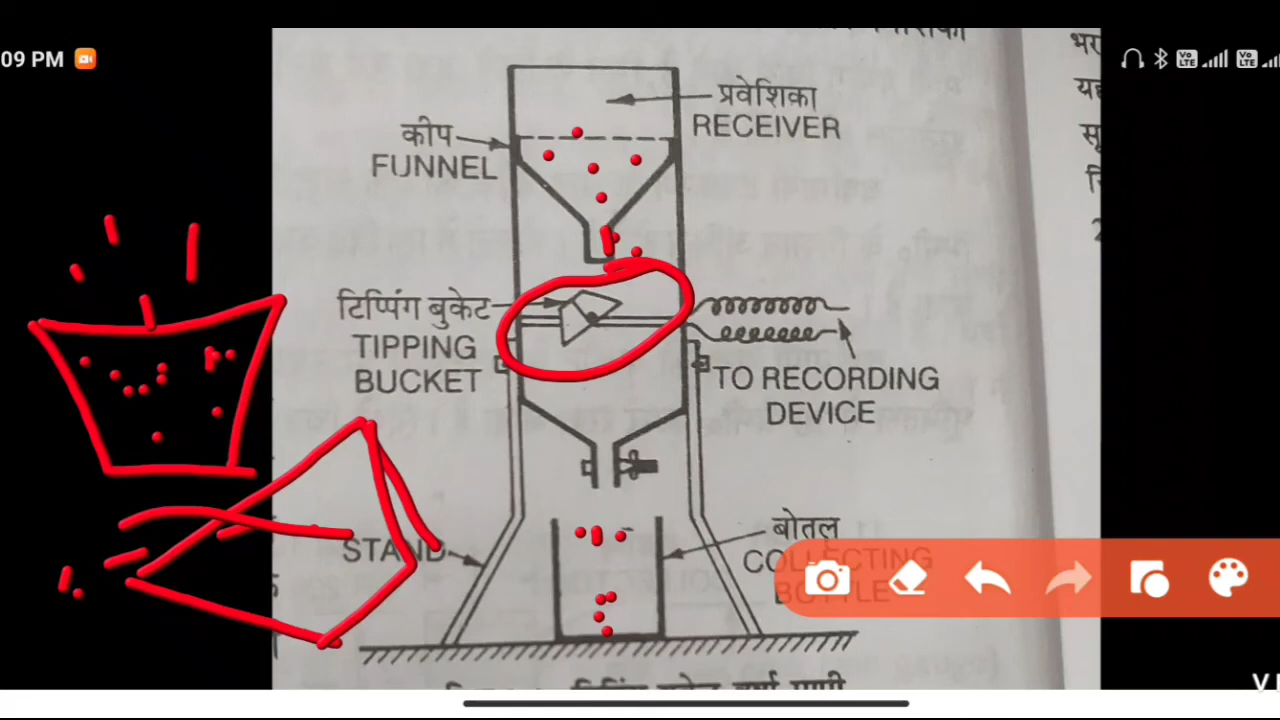 09 PM
प्रवेशिका
RECEIVER
कीप
FUNNEL
टिप्पिंग बुकेट
TIPPING
BUCKET
TO RECORDING
DEVICE
STAND
बोतल
COLLECTING
BOTTLE